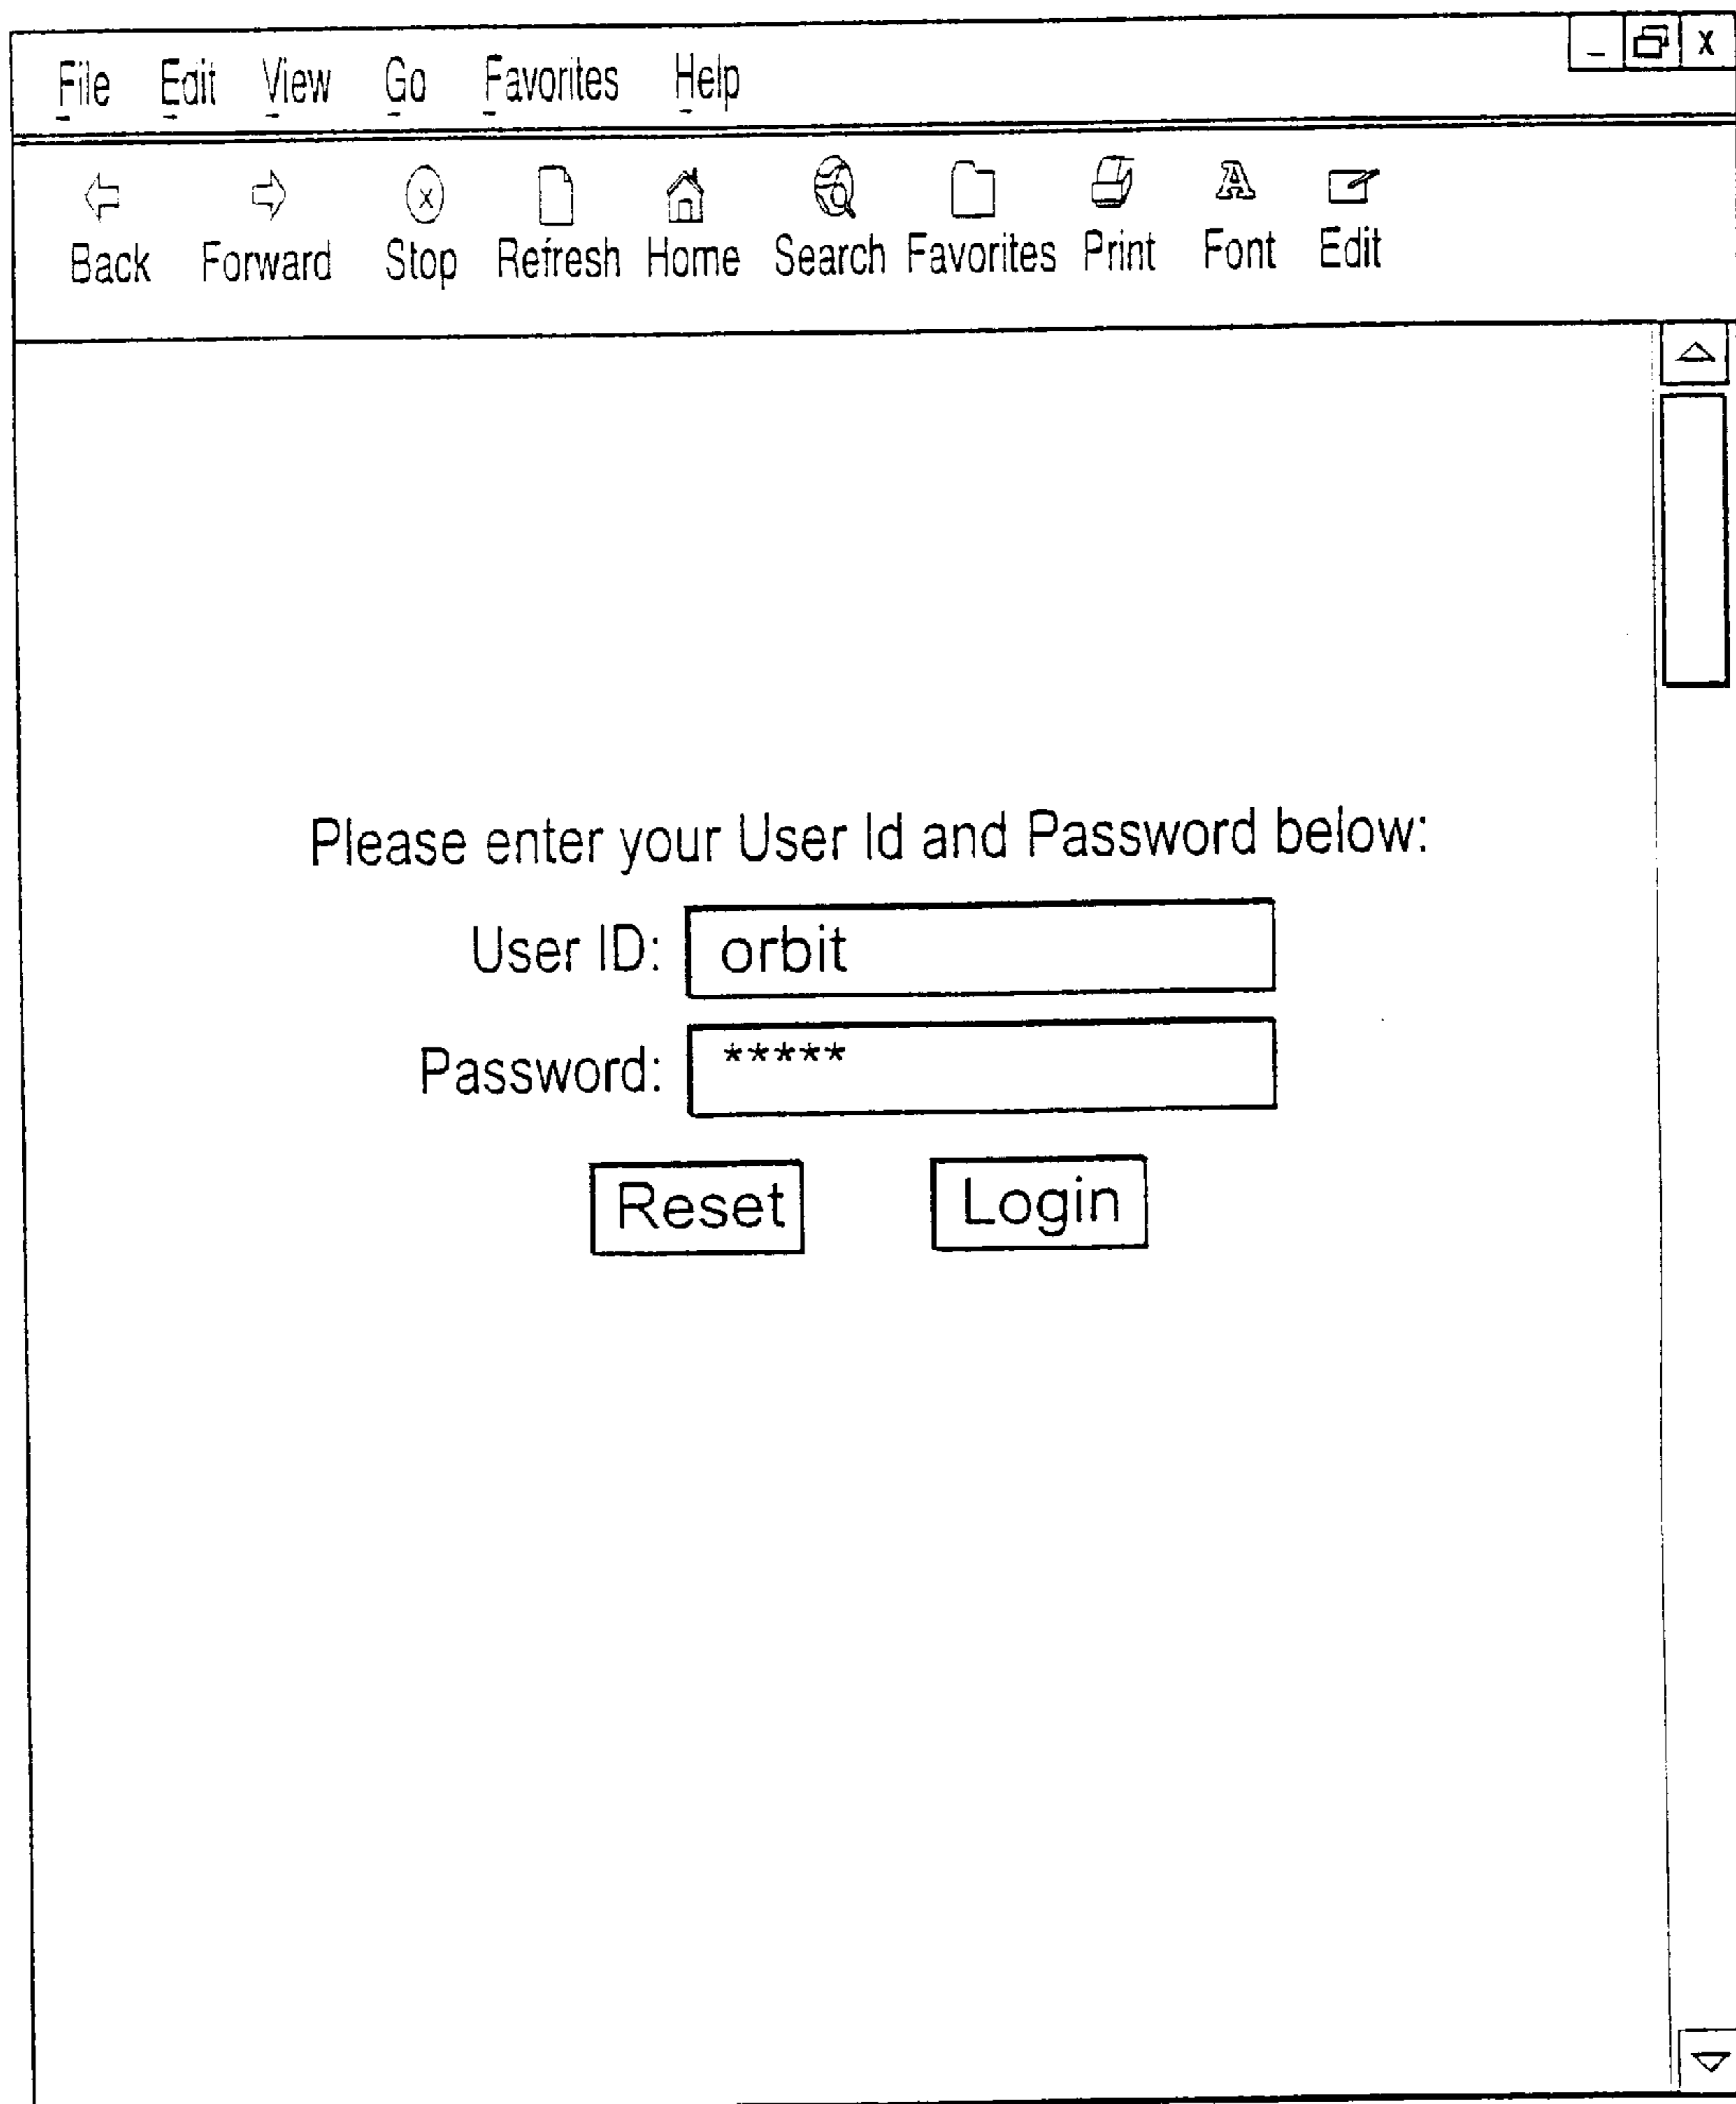 File Edit View Go Favorites Help
- X
Back Forward Stop Refresh Home Search Favorites Print Font Edit
Please enter your User Id and Password below:
User ID: orbit
Password: *****
Reset Login